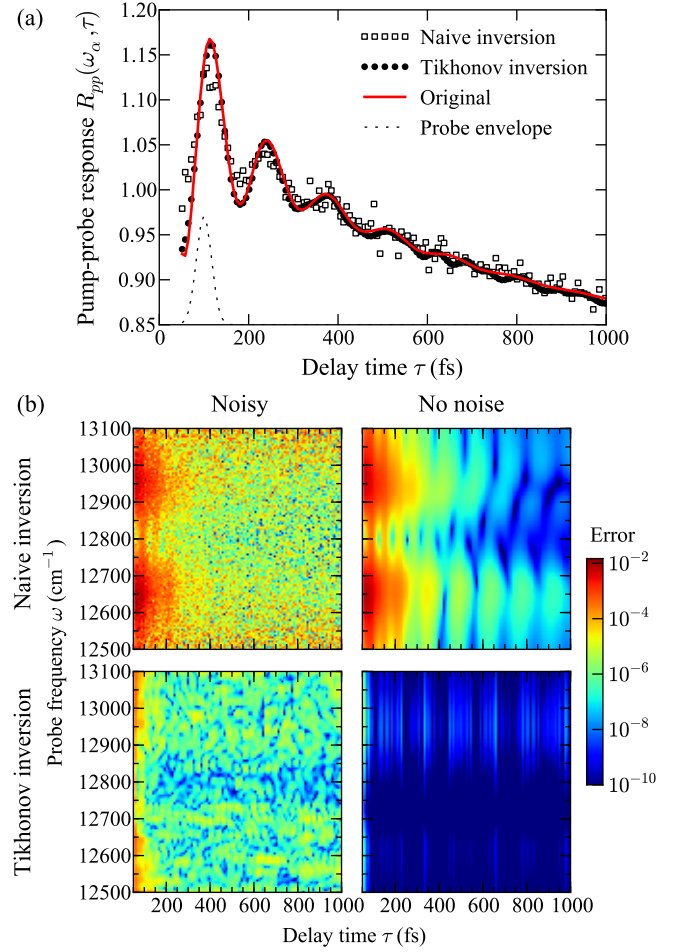 (a)
1.20
1.15
1.10
1.05
1.00
0.95
0.90
0.85
Pump-probe response R_pp(ω_α,τ)
Naive inversion
Tikhonov inversion
Original
Probe envelope
0 200 400 600 800 1000
Delay time τ (fs)
(b)
Noisy No noise
Naive inversion
Probe frequency ω (cm⁻¹)
13100
13000
12900
12800
12700
12600
12500
Error
10⁻²
10⁻⁴
10⁻⁶
10⁻⁸
10⁻¹⁰
Tikhonov inversion
13100
13000
12900
12800
12700
12600
12500
200 400 600 800 1000 200 400 600 800 1000
Delay time τ (fs) Delay time τ (fs)